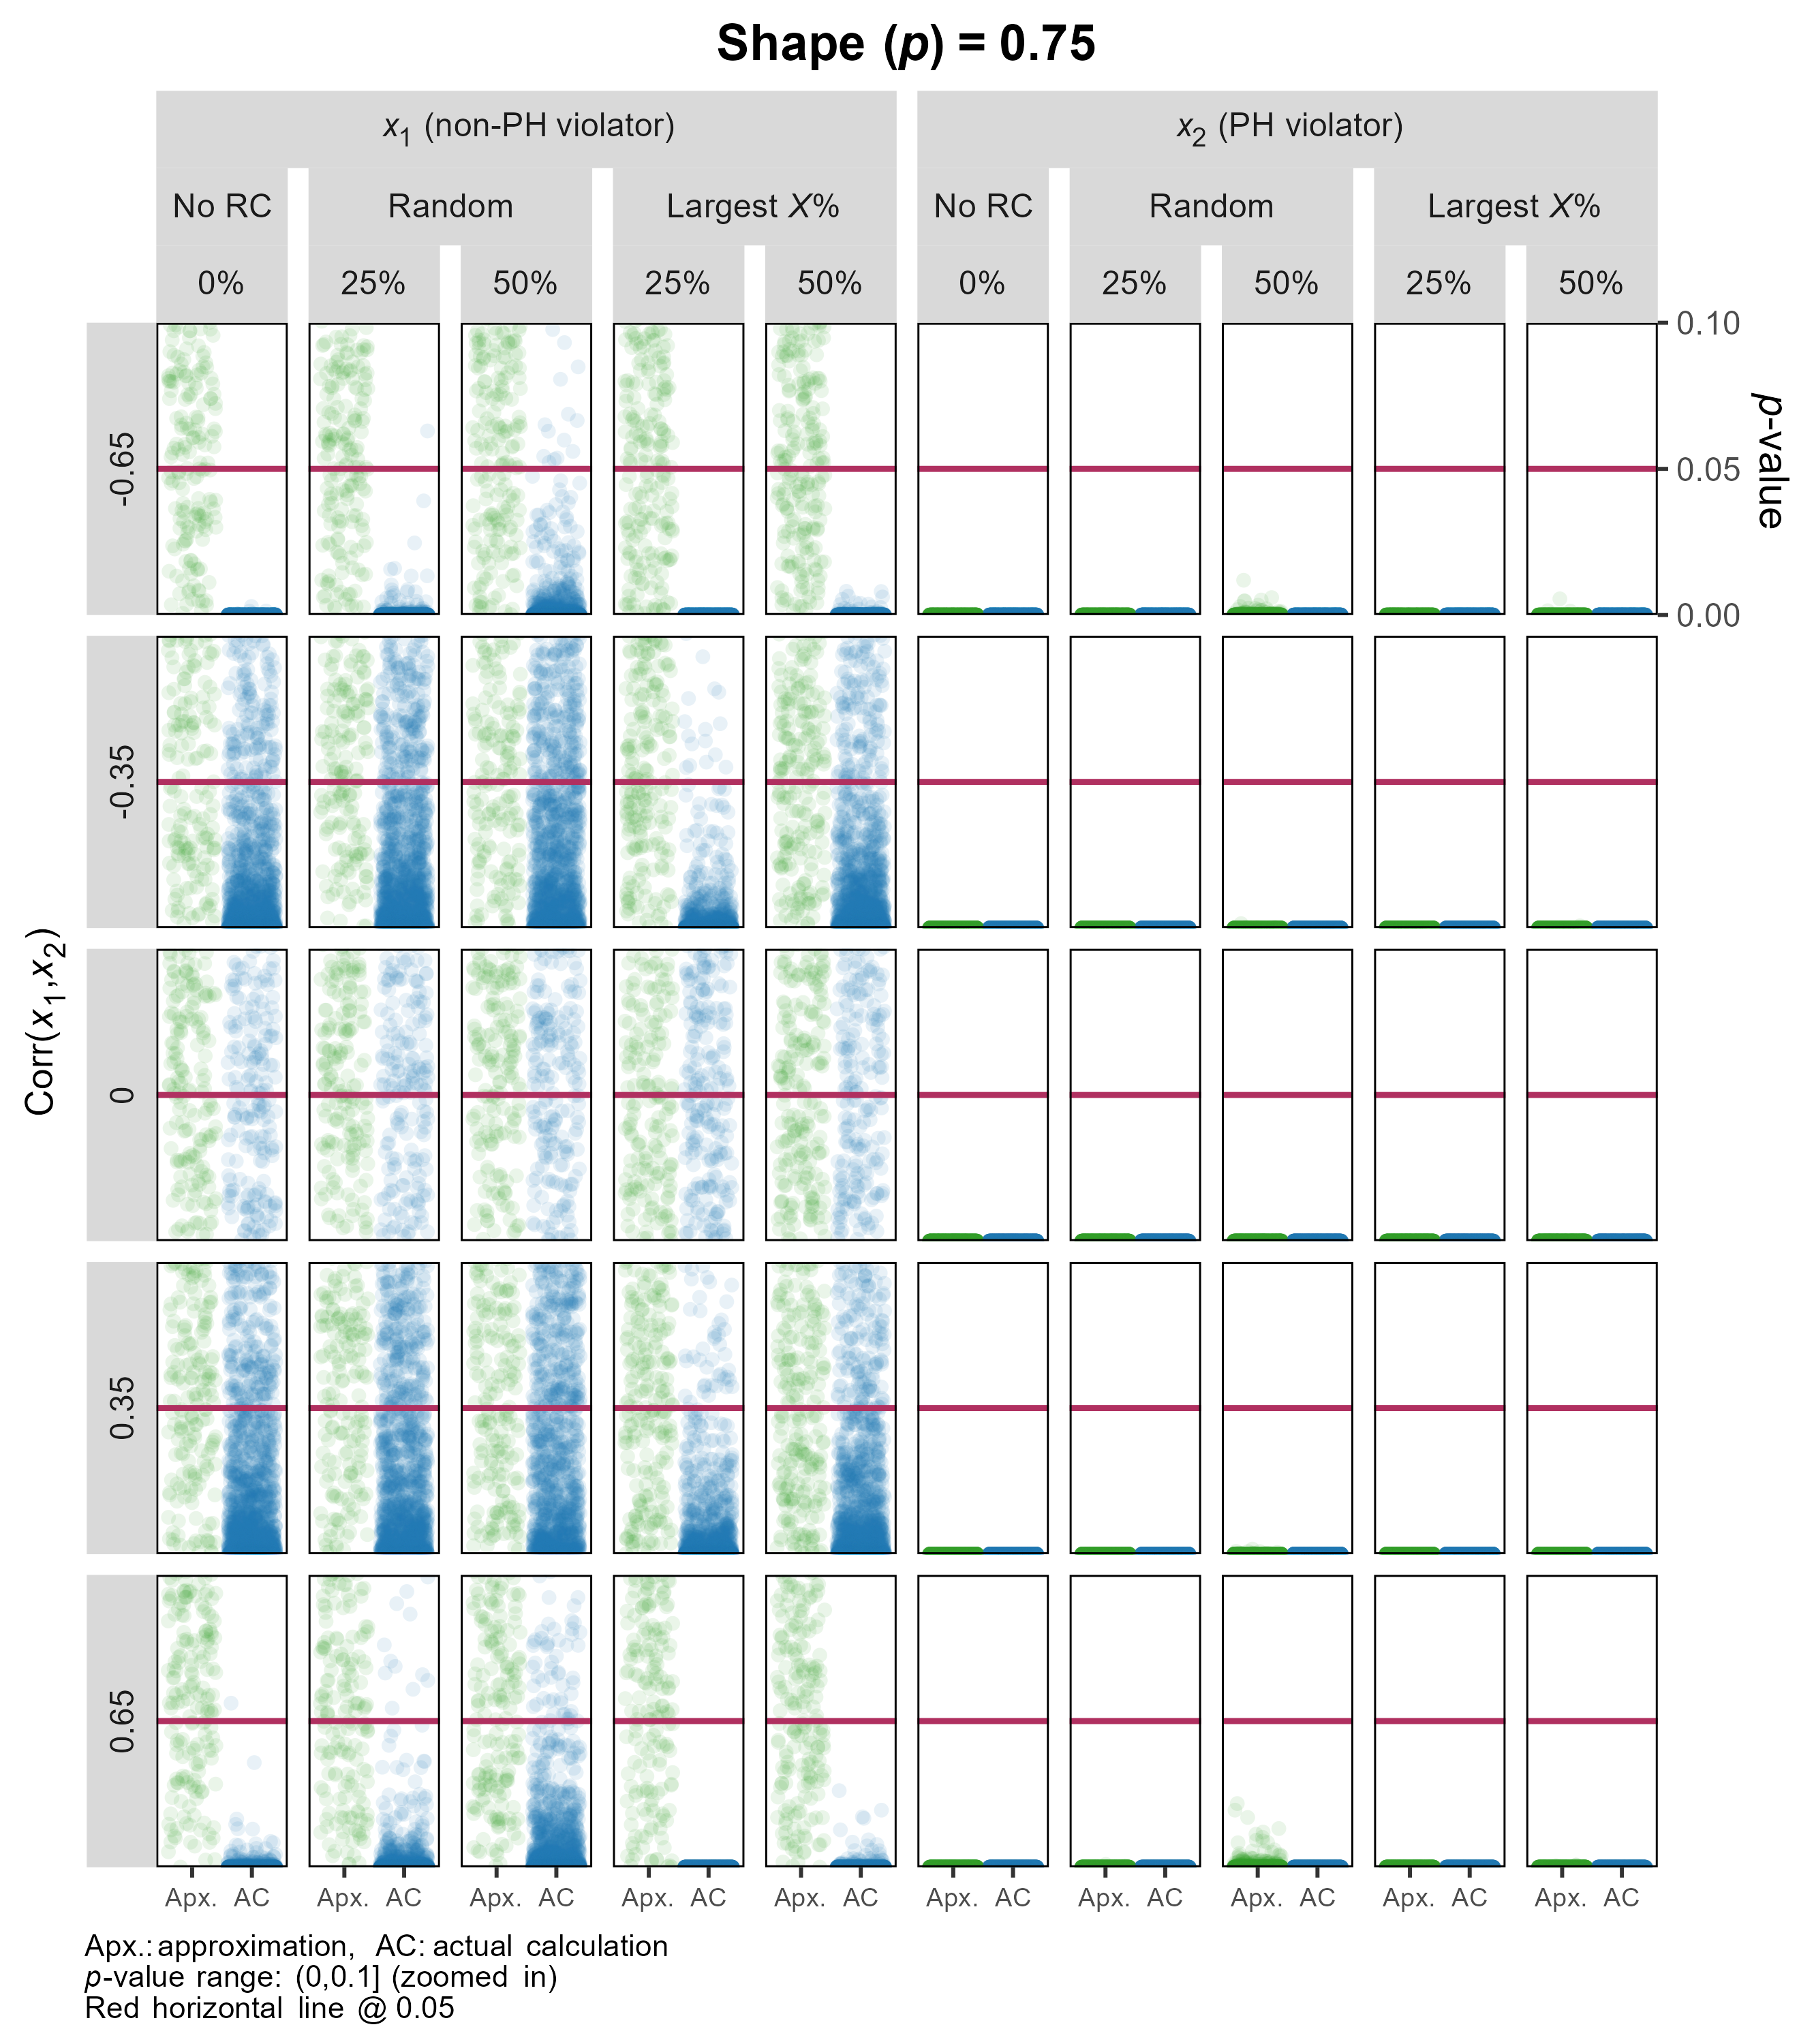 Shape (p) = 0.75
x1 (non-PH violator) x2 (PH violator)
No RC Random Largest X% No RC Random Largest X%
0% 25% 50% 25% 50% 0% 25% 50% 25% 50%
0.10
0.05
0.00
p-value
Corr(x1,x2)
-0.65
-0.35
0
0.35
0.65
Apx. AC Apx. AC Apx. AC Apx. AC Apx. AC Apx. AC Apx. AC Apx. AC Apx. AC Apx. AC
Apx.: approximation, AC: actual calculation
p-value range: (0,0.1] (zoomed in)
Red horizontal line @ 0.05